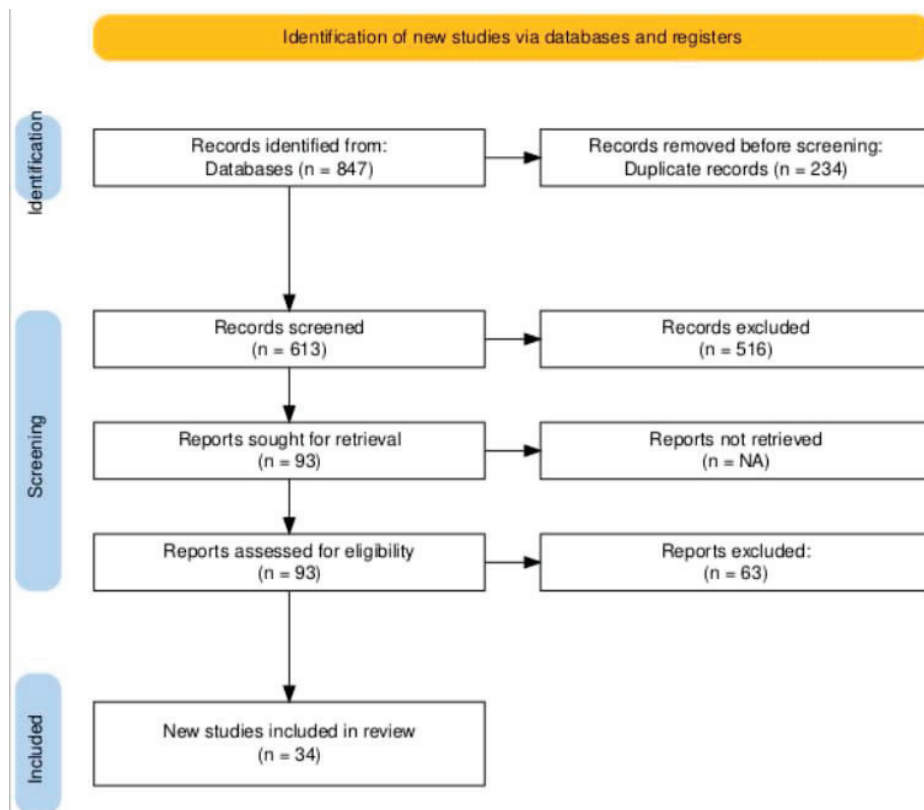 Identification of new studies via databases and registers
Identification
Records identified from:
Databases (n = 847)
Records removed before screening:
Duplicate records (n = 234)
Screening
Records screened
(n = 613)
Records excluded
(n = 516)
Reports sought for retrieval
(n = 93)
Reports not retrieved
(n = NA)
Reports assessed for eligibility
(n = 93)
Reports excluded:
(n = 63)
Included
New studies included in review
(n = 34)